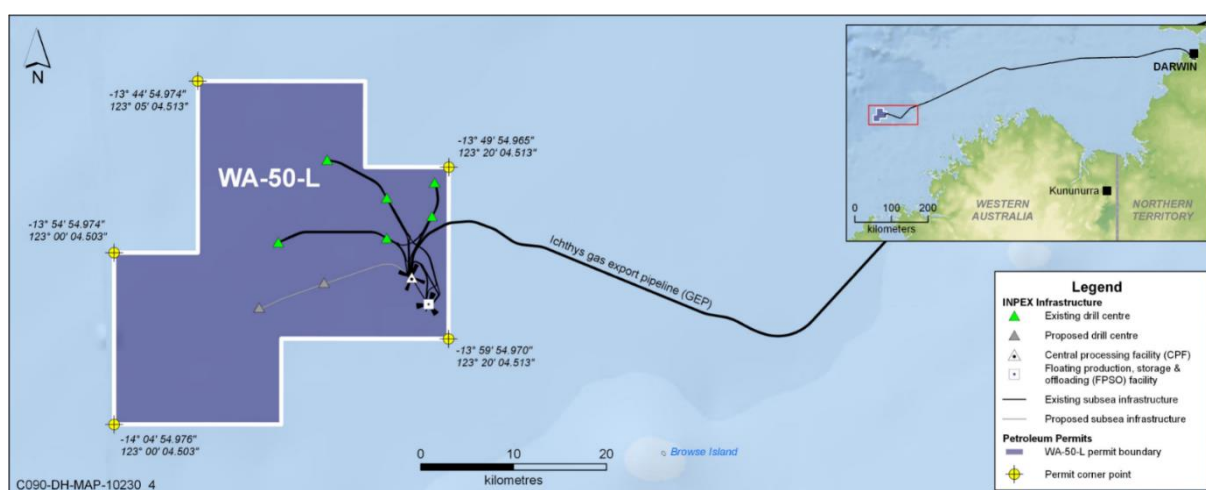 N
-13° 44' 54.974"
123° 05' 04.513"
-13° 49' 54.965"
123° 20' 04.513"
WA-50-L
-13° 54' 54.974"
123° 00' 04.503"
Ichthys gas export pipeline (GEP)
-13° 59' 54.970"
123° 20' 04.513"
-14° 04' 54.976"
123° 00' 04.503"
0 10 20
kilometres
Browse Island
C090-DH-MAP-10230_4
DARWIN
Kununurra
WESTERN
AUSTRALIA
NORTHERN
TERRITORY
0 100 200
kilometers
Legend
INPEX Infrastructure
Existing drill centre
Proposed drill centre
Central processing facility (CPF)
Floating production, storage &
offloading (FPSO) facility
Existing subsea infrastructure
Proposed subsea infrastructure
Petroleum Permits
WA-50-L permit boundary
Permit corner point